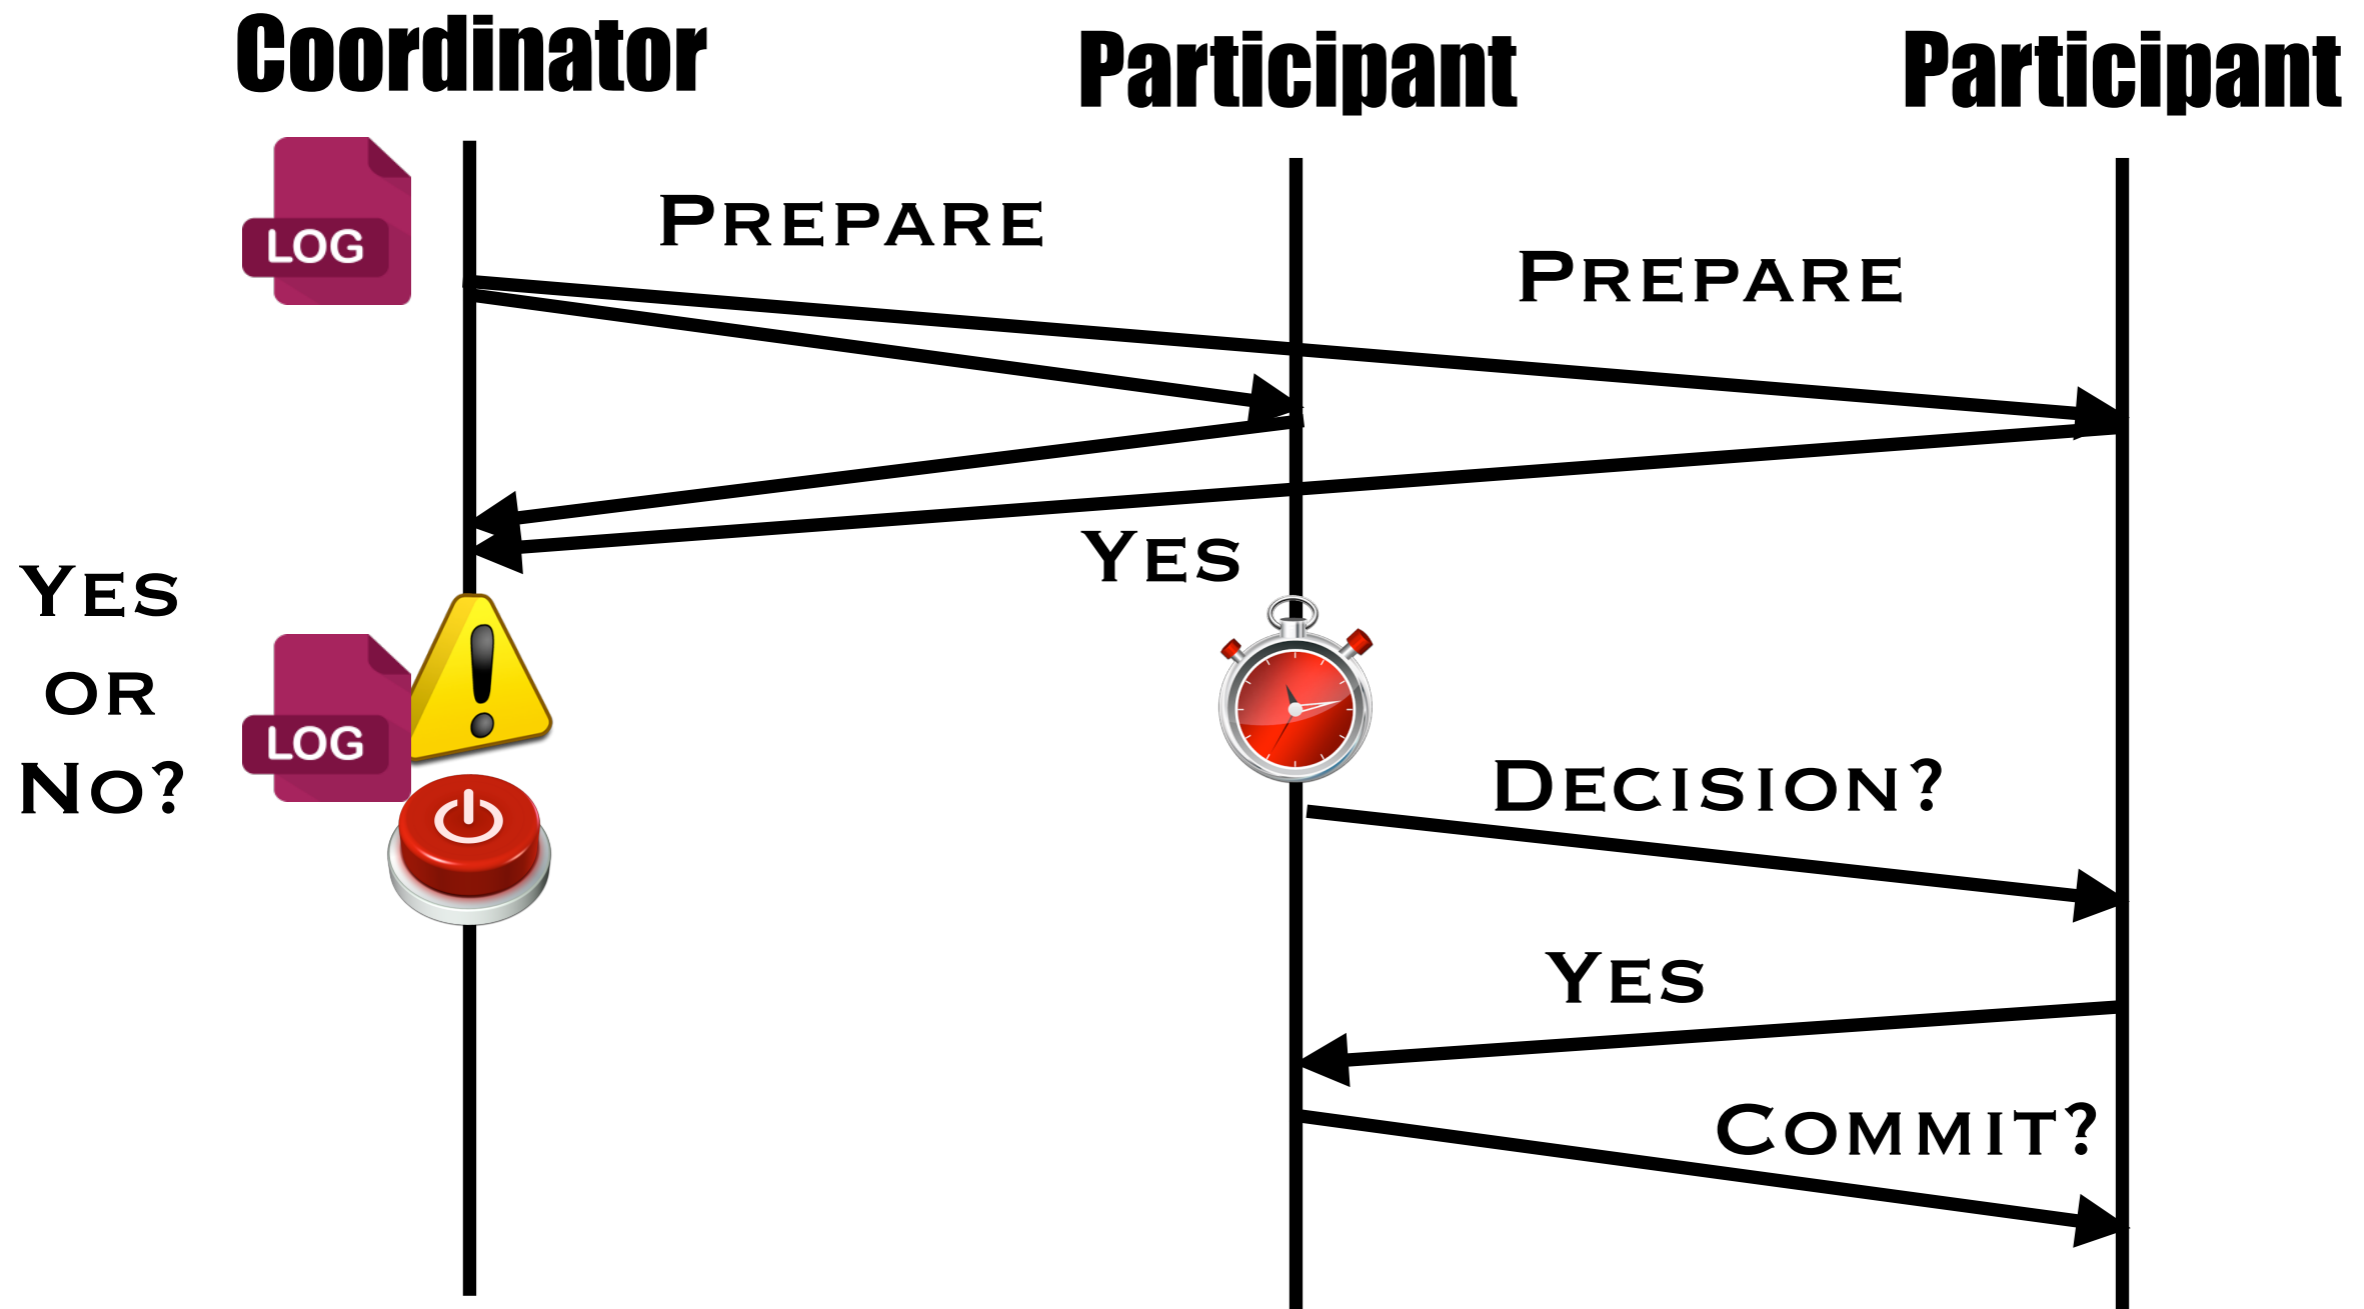 Coordinator
Participant
Participant
LOG
Prepare
Prepare
Yes
Yes
or
No?
LOG
Decision?
Yes
Commit?